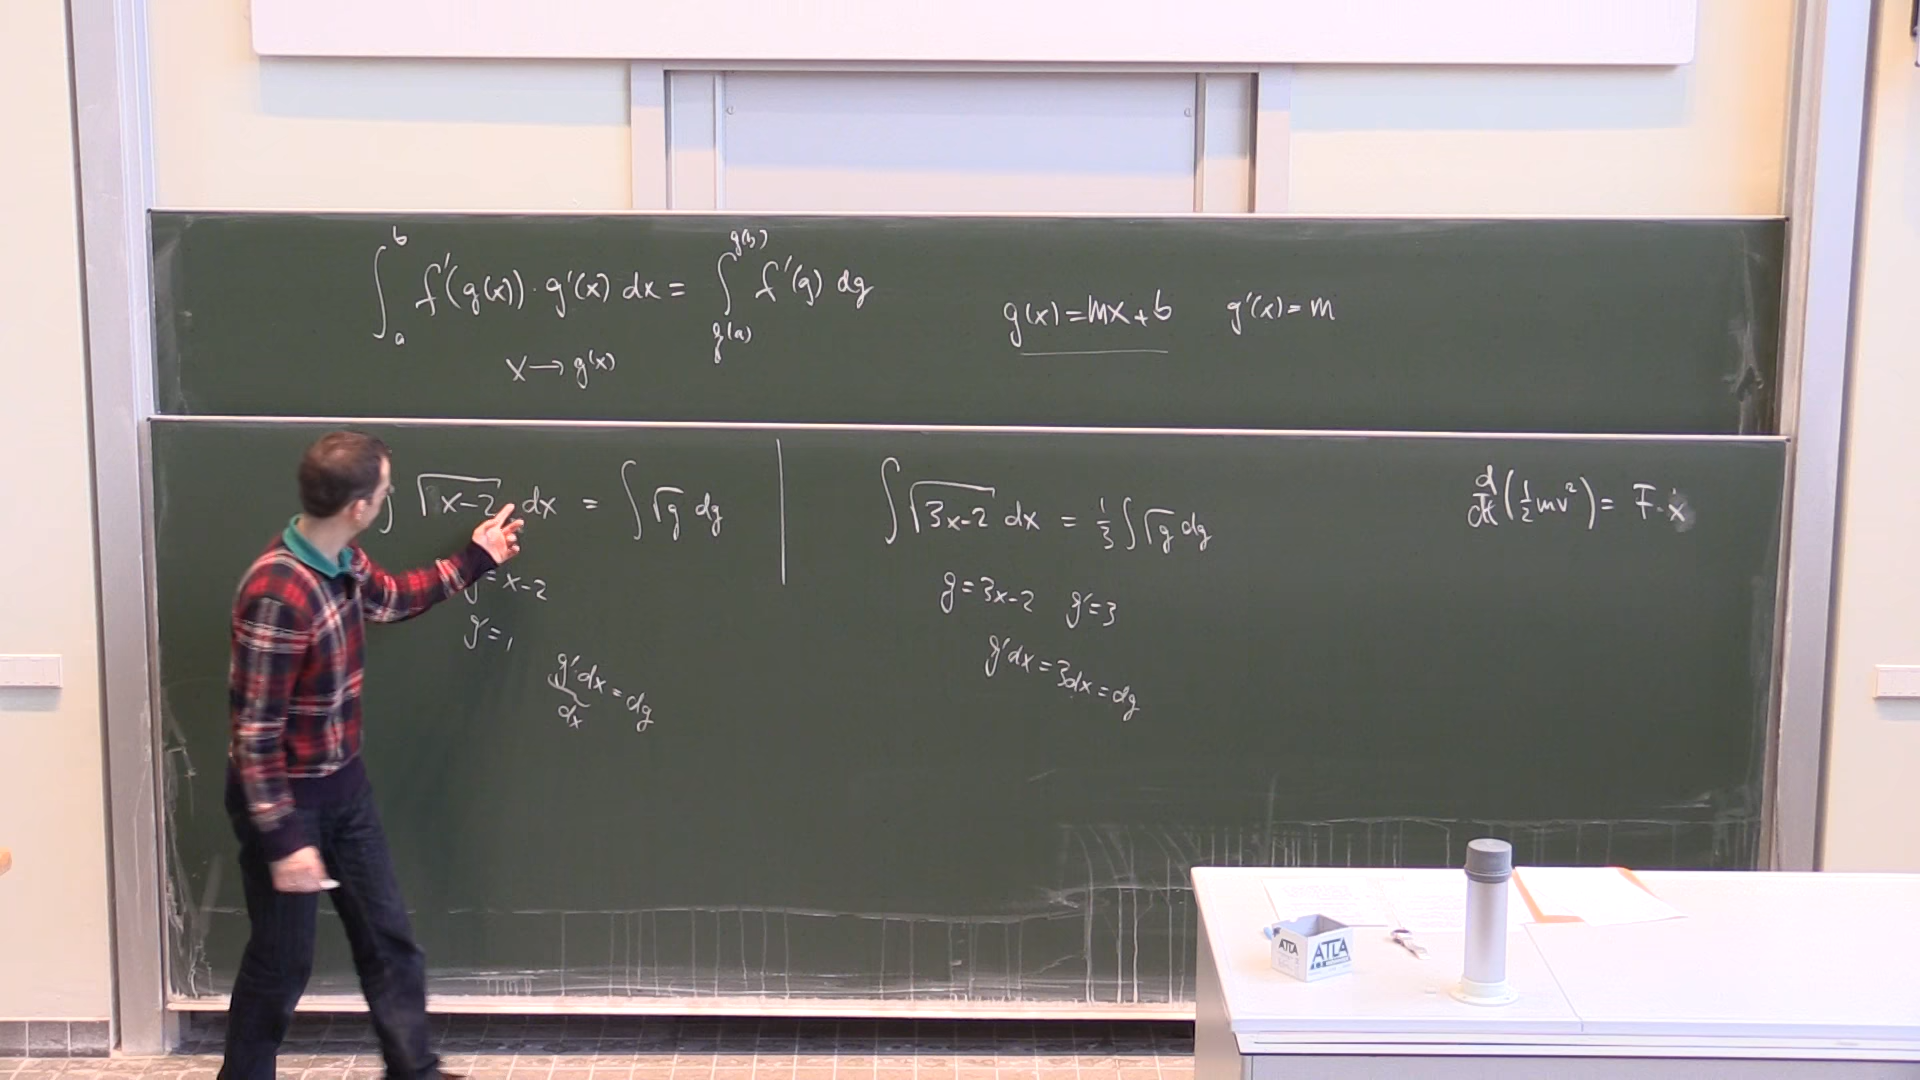 ∫_a^b f'(g(x)) · g'(x) dx = ∫_{g(a)}^{g(b)} f'(g) dg
x → g(x)
g(x) = mx + b   g'(x) = m
∫ √(x-2) dx = ∫ √g dg
g = x-2
g' = 1
g'·dx = dg
dx
∫ √(3x-2) dx = 1/3 ∫ √g dg
g = 3x-2   g' = 3
g'dx = 3dx = dg
d/dt (1/2 mv²) = F·ẋ
ATLA
ATLA